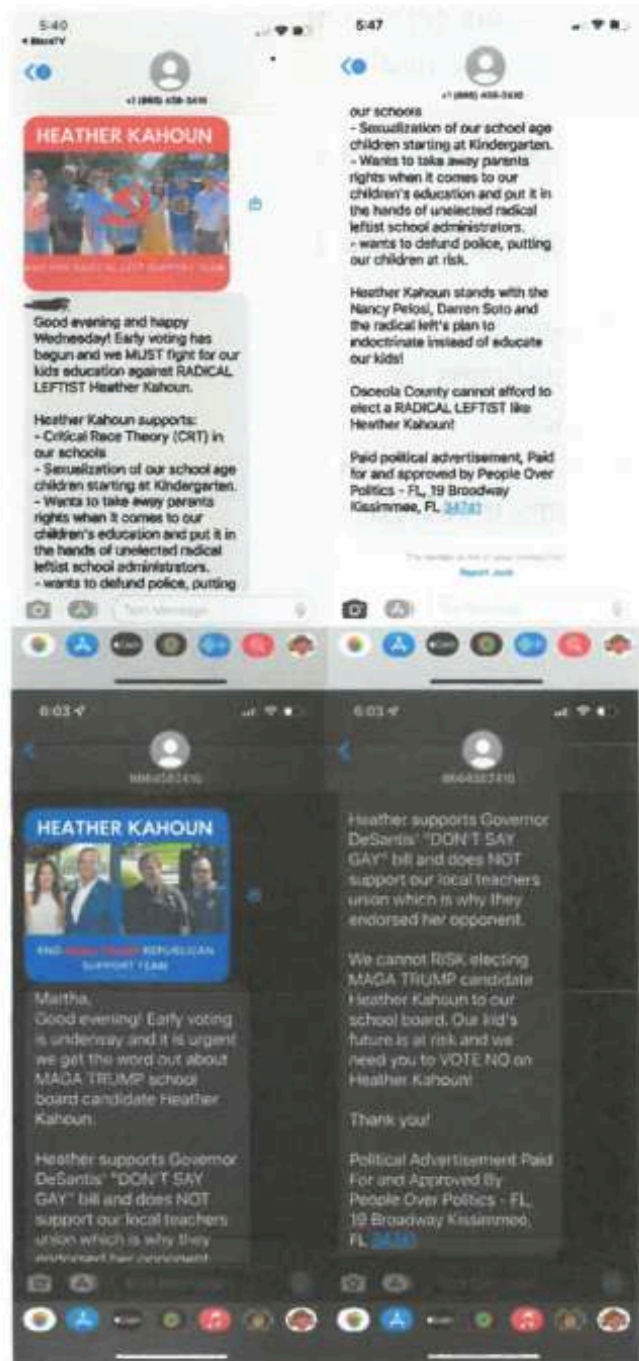 5:40
HEATHER KAHOUN
Good evening and happy
Wednesday! Early voting has
begun and we MUST fight for our
kids education against RADICAL
LEFTIST Heather Kahoun.
Heather Kahoun supports:
- Critical Race Theory (CRT) in
our schools
- Sexualization of our school age
children starting at Kindergarten.
- Wants to take away parents
rights when it comes to our
children's education and put it in
the hands of unelected radical
leftist school administrators.
- wants to defund police, putting
Text Message
5:47
our schools
- Sexualization of our school age
children starting at Kindergarten.
- Wants to take away parents
rights when it comes to our
children's education and put it in
the hands of unelected radical
leftist school administrators.
- wants to defund police, putting
our children at risk.
Heather Kahoun stands with the
Nancy Pelosi, Darren Soto and
the radical left's plan to
indoctrinate instead of educate
our kids!
Osceola County cannot afford to
elect a RADICAL LEFTIST like
Heather Kahoun!
Paid political advertisement, Paid
for and approved by People Over
Politics - FL, 19 Broadway
Kissimmee, FL 34741
Report Junk
6:03
HEATHER KAHOUN
AND REPUBLICAN
SUPPORT TEAM
Martha,
Good evening! Early voting
is underway and it is urgent
we get the word out about
MAGA TRUMP school
board candidate Heather
Kahoun.
Heather supports Governor
DeSantis' "DON'T SAY
GAY" bill and does NOT
support our local teachers
union which is why they
endorsed her opponent
6:03
Heather supports Governor
DeSantis' "DON'T SAY
GAY" bill and does NOT
support our local teachers
union which is why they
endorsed her opponent.
We cannot RISK electing
MAGA TRUMP candidate
Heather Kahoun to our
school board. Our kid's
future is at risk and we
need you to VOTE NO on
Heather Kahoun!
Thank you!
Political Advertisement Paid
For and Approved By
People Over Politics - FL,
19 Broadway Kissimmee,
FL 34741